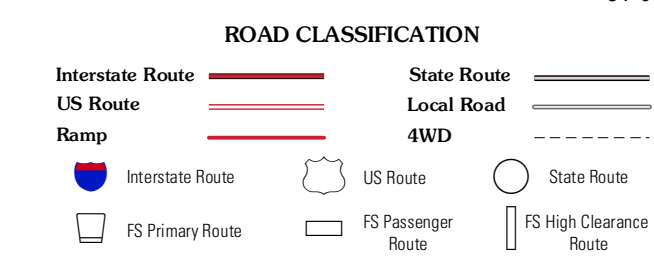 ROAD CLASSIFICATION
Interstate Route
State Route
US Route
Local Road
Ramp
4WD
Interstate Route
US Route
State Route
FS Primary Route
FS Passenger
Route
FS High Clearance
Route